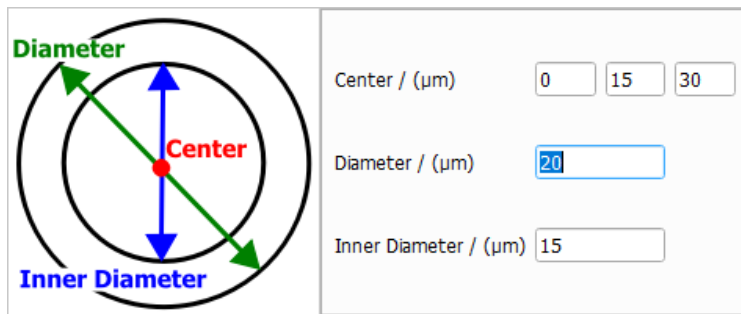 Diameter
Center
Inner Diameter
Center / (μm) 0 15 30
Diameter / (μm) 20
Inner Diameter / (μm) 15